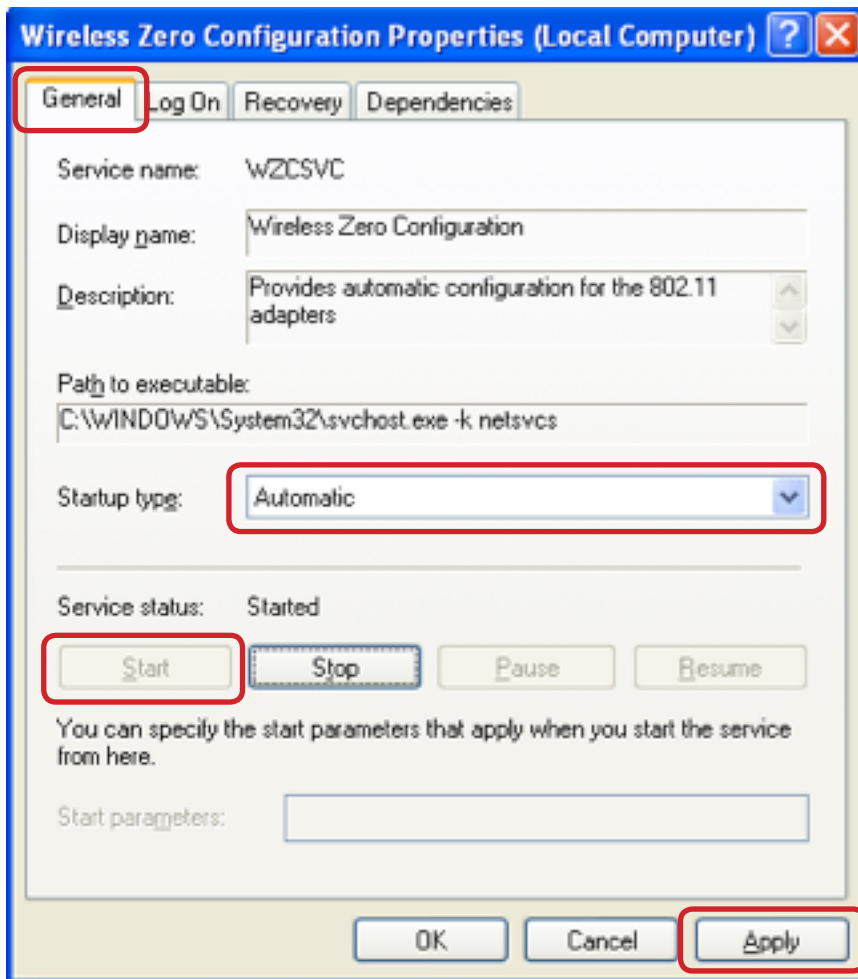 Wireless Zero Configuration Properties (Local Computer)
General Log On Recovery Dependencies
Service name: WZCSVC
Display name: Wireless Zero Configuration
Description: Provides automatic configuration for the 802.11
adapters
Path to executable:
C:\WINDOWS\System32\svchost.exe -k netsvcs
Startup type: Automatic
Service status: Started
Start Stop Pause Resume
You can specify the start parameters that apply when you start the service
from here.
Start parameters:
OK Cancel Apply